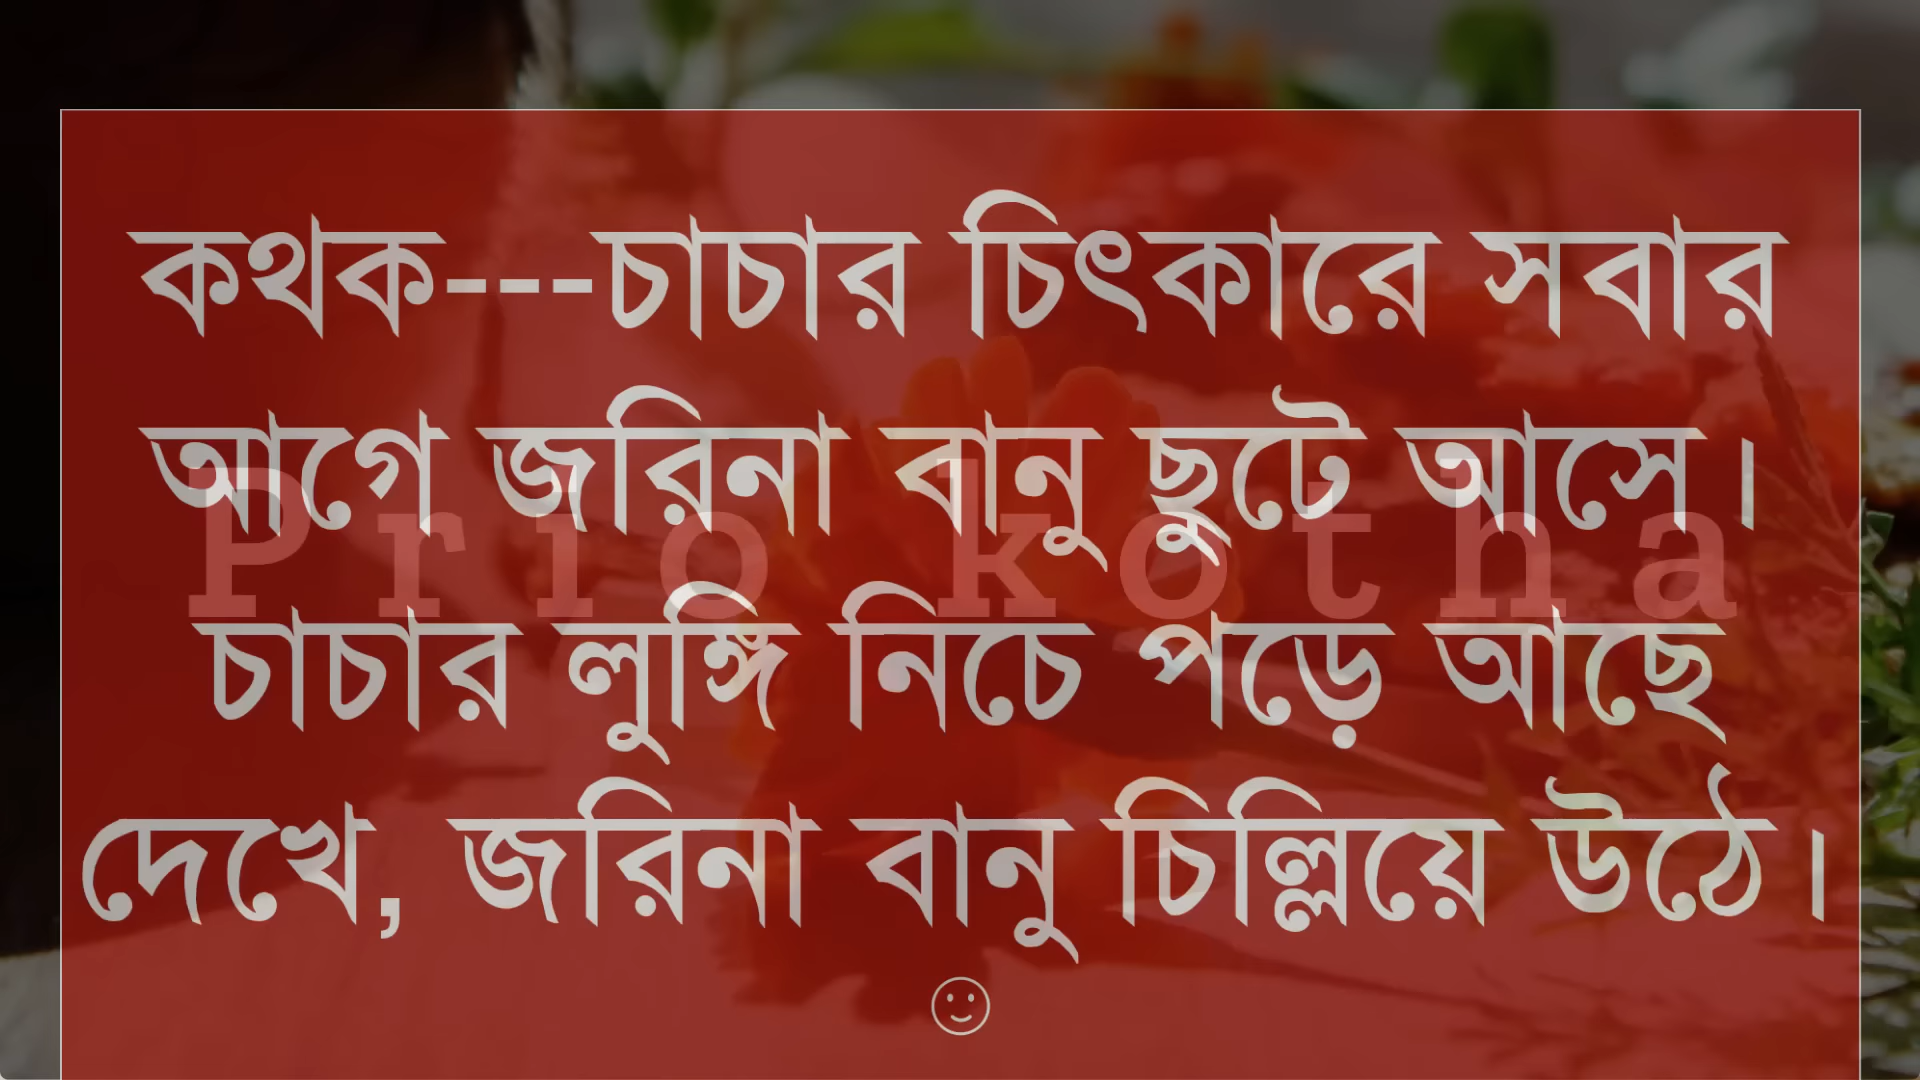 কথক---চাচার চিৎকারে সবার
আগে জরিনা বানু ছুটে আসে।
Prio kotha
চাচার লুঙ্গি নিচে পড়ে আছে
দেখে, জরিনা বানু চিল্লিয়ে উঠে।